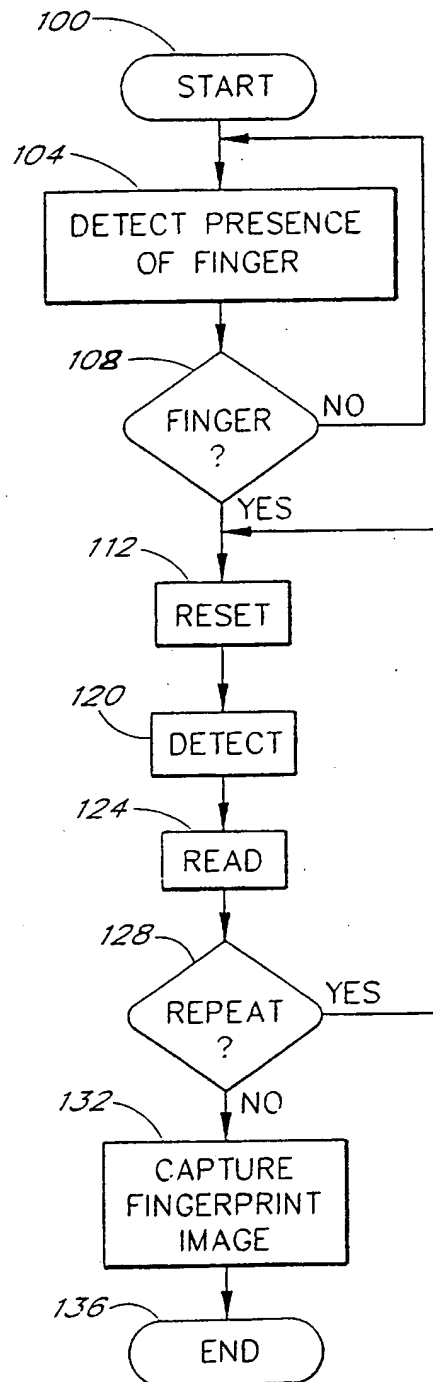 100
START
104
DETECT PRESENCE
OF FINGER
108
FINGER
?
NO
YES
112
RESET
120
DETECT
124
READ
128
REPEAT
?
YES
NO
132
CAPTURE
FINGERPRINT
IMAGE
136
END